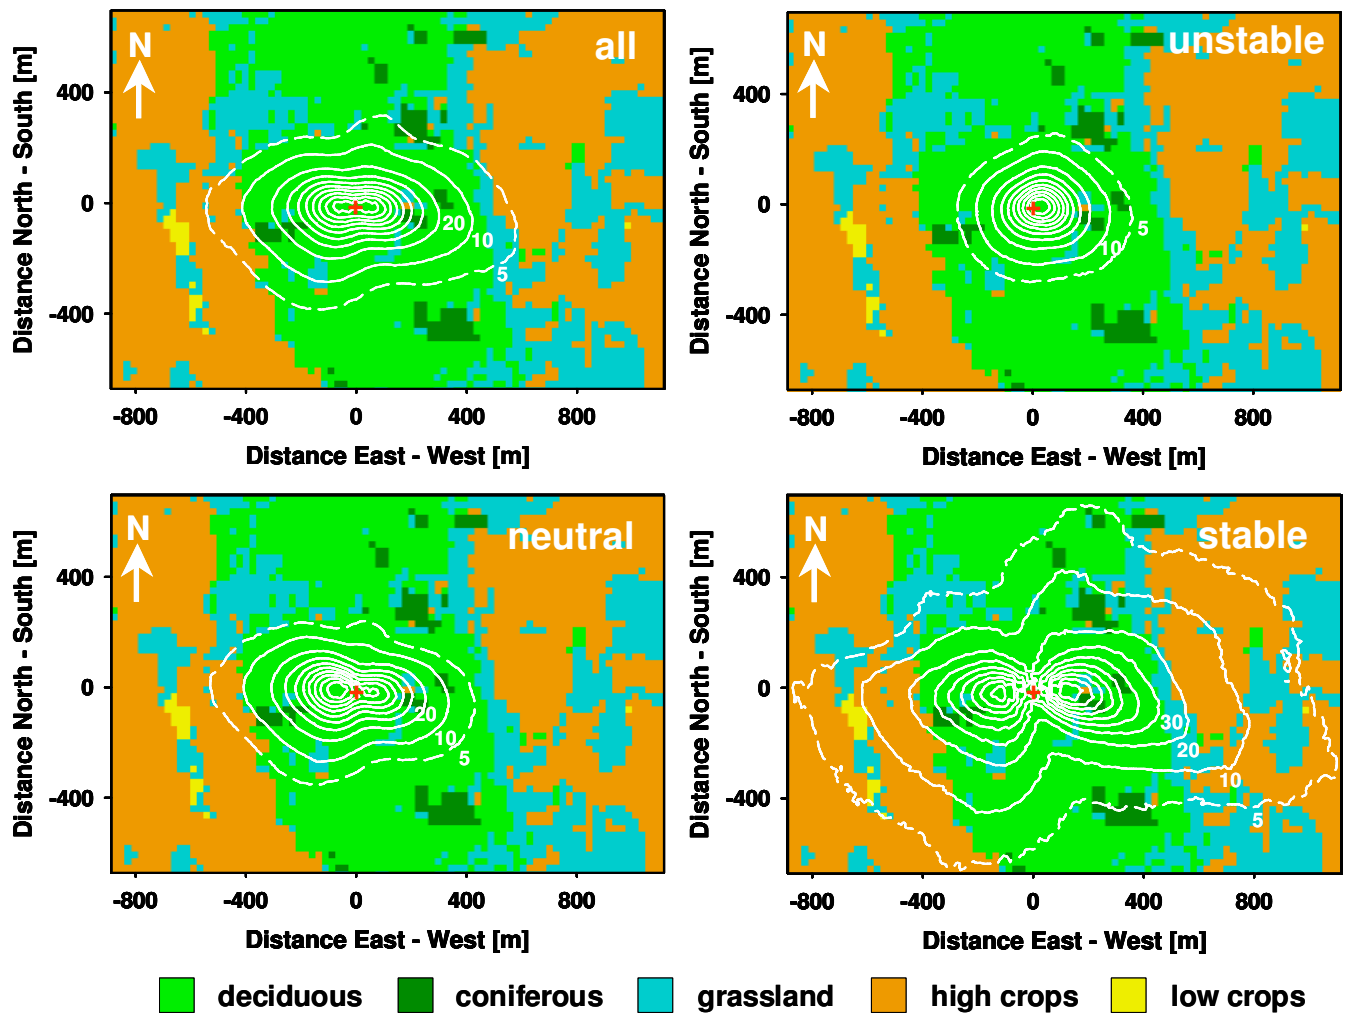 N
all
Distance North - South [m]
400
0
-400
20
10
5
-800
-400
0
400
800
Distance East - West [m]
N
unstable
Distance North - South [m]
400
0
-400
5
10
-800
-400
0
400
800
Distance East - West [m]
N
neutral
Distance North - South [m]
400
0
-400
20
10
5
-800
-400
0
400
800
Distance East - West [m]
N
stable
Distance North - South [m]
400
0
-400
30
20
10
5
-800
-400
0
400
800
Distance East - West [m]
deciduous
coniferous
grassland
high crops
low crops